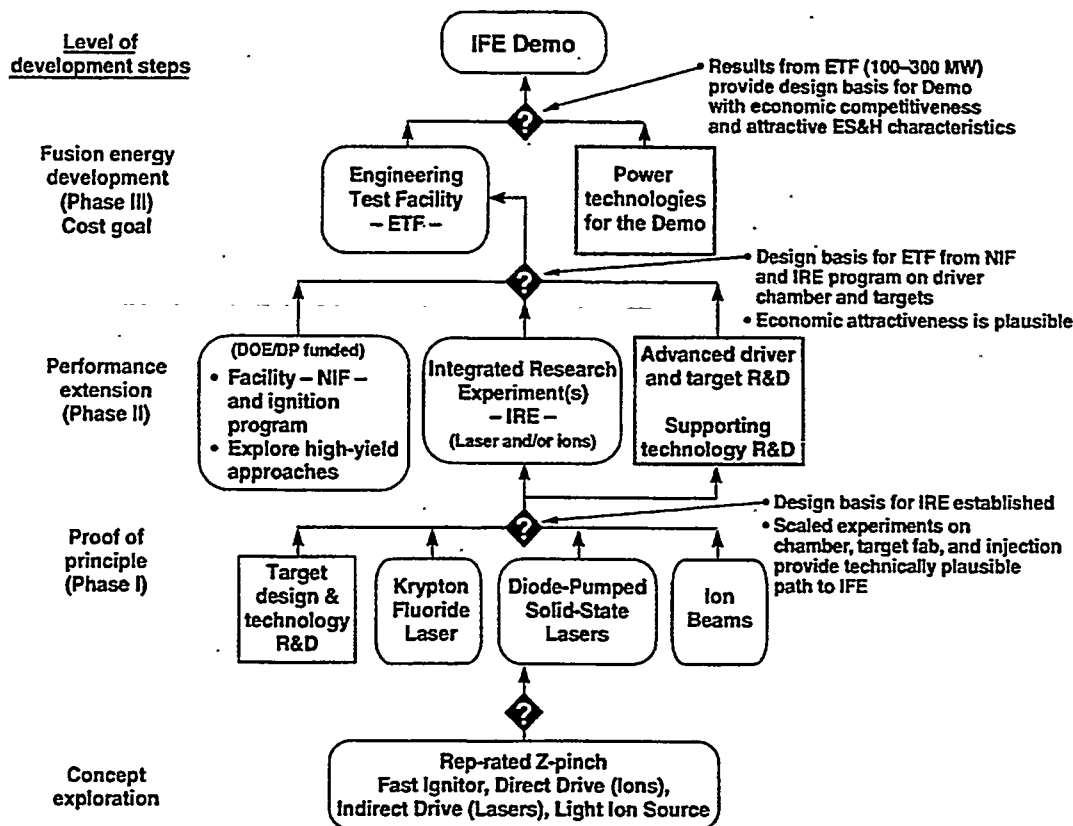 Level of
development steps
IFE Demo
• Results from ETF (100–300 MW)
provide design basis for Demo
with economic competitiveness
and attractive ES&H characteristics
?
Fusion energy
development
(Phase III)
Cost goal
Engineering
Test Facility
– ETF –
Power
technologies
for the Demo
• Design basis for ETF from NIF
and IRE program on driver
chamber and targets
• Economic attractiveness is plausible
?
Performance
extension
(Phase II)
(DOE/DP funded)
• Facility – NIF –
and ignition
program
• Explore high-yield
approaches
Integrated Research
Experiment(s)
– IRE –
(Laser and/or ions)
Advanced driver
and target R&D
Supporting
technology R&D
• Design basis for IRE established
• Scaled experiments on
chamber, target fab, and injection
provide technically plausible
path to IFE
?
Proof of
principle
(Phase I)
Target
design &
technology
R&D
Krypton
Fluoride
Laser
Diode-Pumped
Solid-State
Lasers
Ion
Beams
?
Concept
exploration
Rep-rated Z-pinch
Fast Ignitor, Direct Drive (Ions),
Indirect Drive (Lasers), Light Ion Source